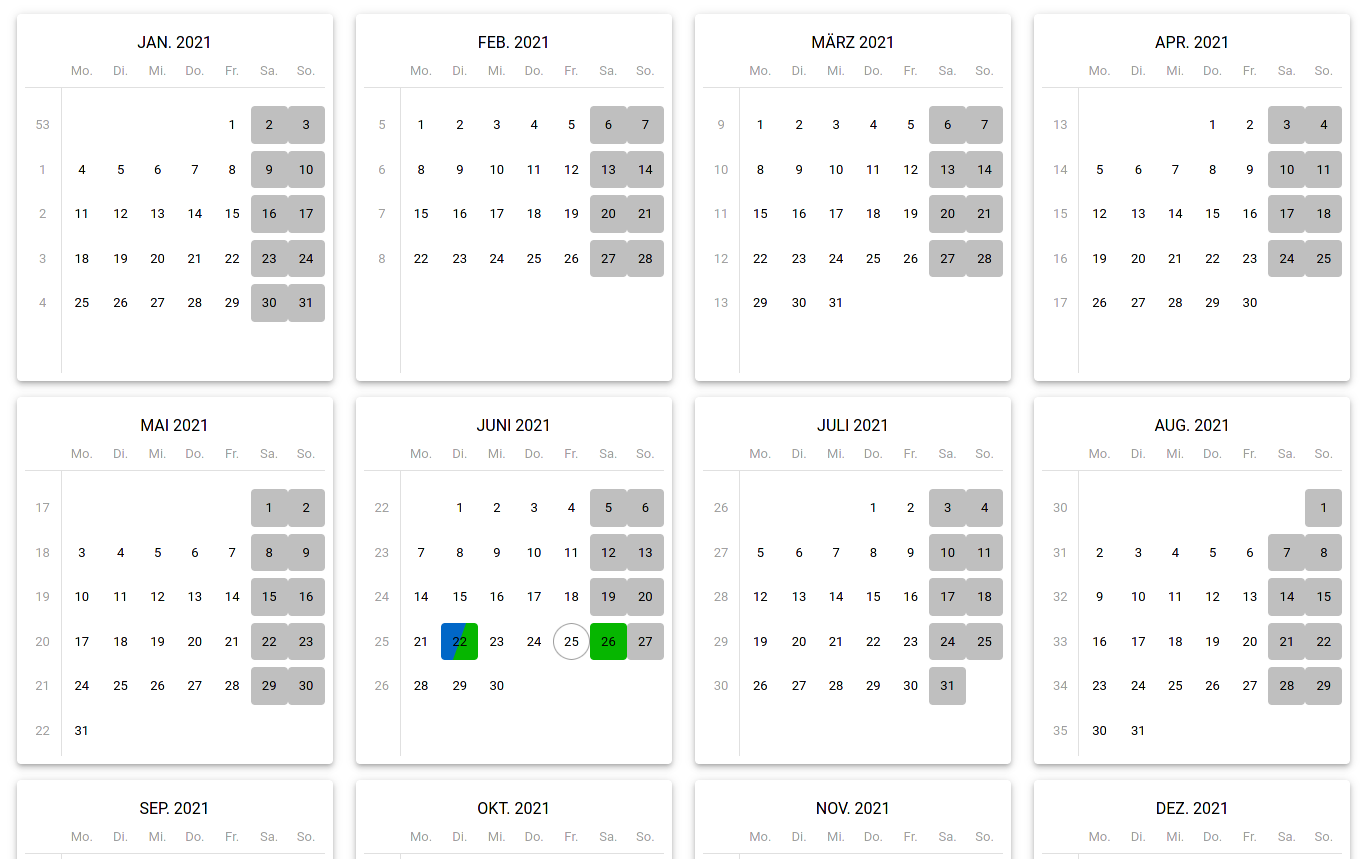 JAN. 2021
Mo. Di. Mi. Do. Fr. Sa. So.
53 1 2 3
1 4 5 6 7 8 9 10
2 11 12 13 14 15 16 17
3 18 19 20 21 22 23 24
4 25 26 27 28 29 30 31
FEB. 2021
Mo. Di. Mi. Do. Fr. Sa. So.
5 1 2 3 4 5 6 7
6 8 9 10 11 12 13 14
7 15 16 17 18 19 20 21
8 22 23 24 25 26 27 28
MÄRZ 2021
Mo. Di. Mi. Do. Fr. Sa. So.
9 1 2 3 4 5 6 7
10 8 9 10 11 12 13 14
11 15 16 17 18 19 20 21
12 22 23 24 25 26 27 28
13 29 30 31
APR. 2021
Mo. Di. Mi. Do. Fr. Sa. So.
13 1 2 3 4
14 5 6 7 8 9 10 11
15 12 13 14 15 16 17 18
16 19 20 21 22 23 24 25
17 26 27 28 29 30
MAI 2021
Mo. Di. Mi. Do. Fr. Sa. So.
17 1 2
18 3 4 5 6 7 8 9
19 10 11 12 13 14 15 16
20 17 18 19 20 21 22 23
21 24 25 26 27 28 29 30
22 31
JUNI 2021
Mo. Di. Mi. Do. Fr. Sa. So.
22 1 2 3 4 5 6
23 7 8 9 10 11 12 13
24 14 15 16 17 18 19 20
25 21 22 23 24 25 26 27
26 28 29 30
JULI 2021
Mo. Di. Mi. Do. Fr. Sa. So.
26 1 2 3 4
27 5 6 7 8 9 10 11
28 12 13 14 15 16 17 18
29 19 20 21 22 23 24 25
30 26 27 28 29 30 31
AUG. 2021
Mo. Di. Mi. Do. Fr. Sa. So.
30 1
31 2 3 4 5 6 7 8
32 9 10 11 12 13 14 15
33 16 17 18 19 20 21 22
34 23 24 25 26 27 28 29
35 30 31
SEP. 2021
Mo. Di. Mi. Do. Fr. Sa. So.
OKT. 2021
Mo. Di. Mi. Do. Fr. Sa. So.
NOV. 2021
Mo. Di. Mi. Do. Fr. Sa. So.
DEZ. 2021
Mo. Di. Mi. Do. Fr. Sa. So.